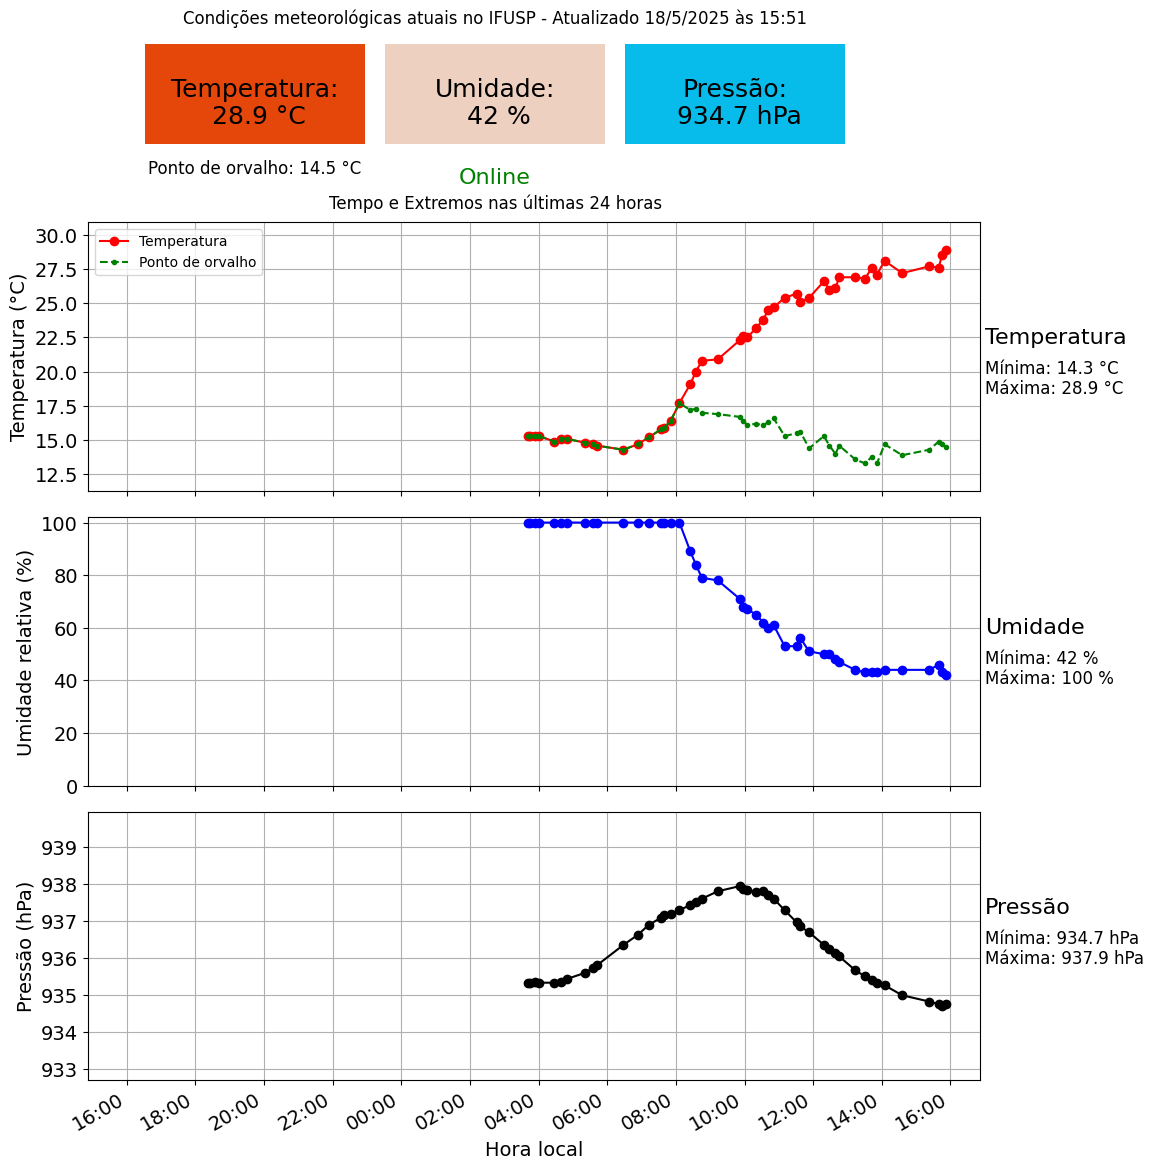 Condições meteorológicas atuais no IFUSP - Atualizado 18/5/2025 às 15:51
Temperatura:
28.9 °C
Umidade:
42 %
Pressão:
934.7 hPa
Ponto de orvalho: 14.5 °C
Online
Tempo e Extremos nas últimas 24 horas
Temperatura (°C)
30.0
27.5
25.0
22.5
20.0
17.5
15.0
12.5
Temperatura
Ponto de orvalho
Temperatura
Mínima: 14.3 °C
Máxima: 28.9 °C
Umidade relativa (%)
100
80
60
40
20
0
Umidade
Mínima: 42 %
Máxima: 100 %
Pressão (hPa)
939
938
937
936
935
934
933
Pressão
Mínima: 934.7 hPa
Máxima: 937.9 hPa
16:00
18:00
20:00
22:00
00:00
02:00
04:00
06:00
08:00
10:00
12:00
14:00
16:00
Hora local